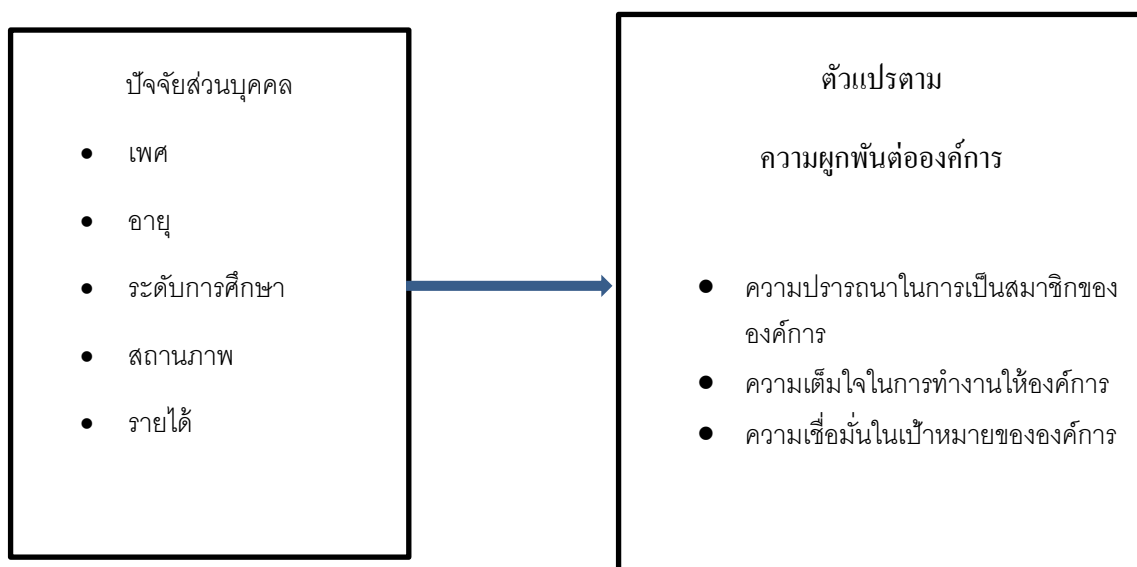 ปัจจัยส่วนบุคคล
• เพศ
• อายุ
• ระดับการศึกษา
• สถานภาพ
• รายได้
ตัวแปรตาม
ความผูกพันต่อองค์การ
• ความปรารถนาในการเป็นสมาชิกของ
องค์การ
• ความเต็มใจในการทำงานให้องค์การ
• ความเชื่อมั่นในเป้าหมายขององค์การ